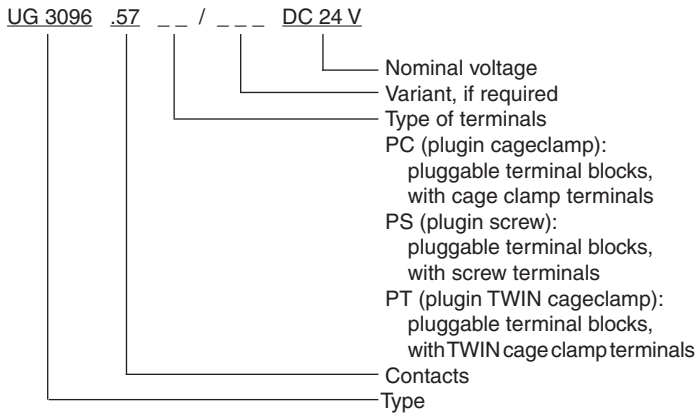 UG 3096 .57 _ _ / _ _ _ DC 24 V
Nominal voltage
Variant, if required
Type of terminals
PC (plugin cageclamp):
pluggable terminal blocks,
with cage clamp terminals
PS (plugin screw):
pluggable terminal blocks,
with screw terminals
PT (plugin TWIN cageclamp):
pluggable terminal blocks,
with TWIN cage clamp terminals
Contacts
Type